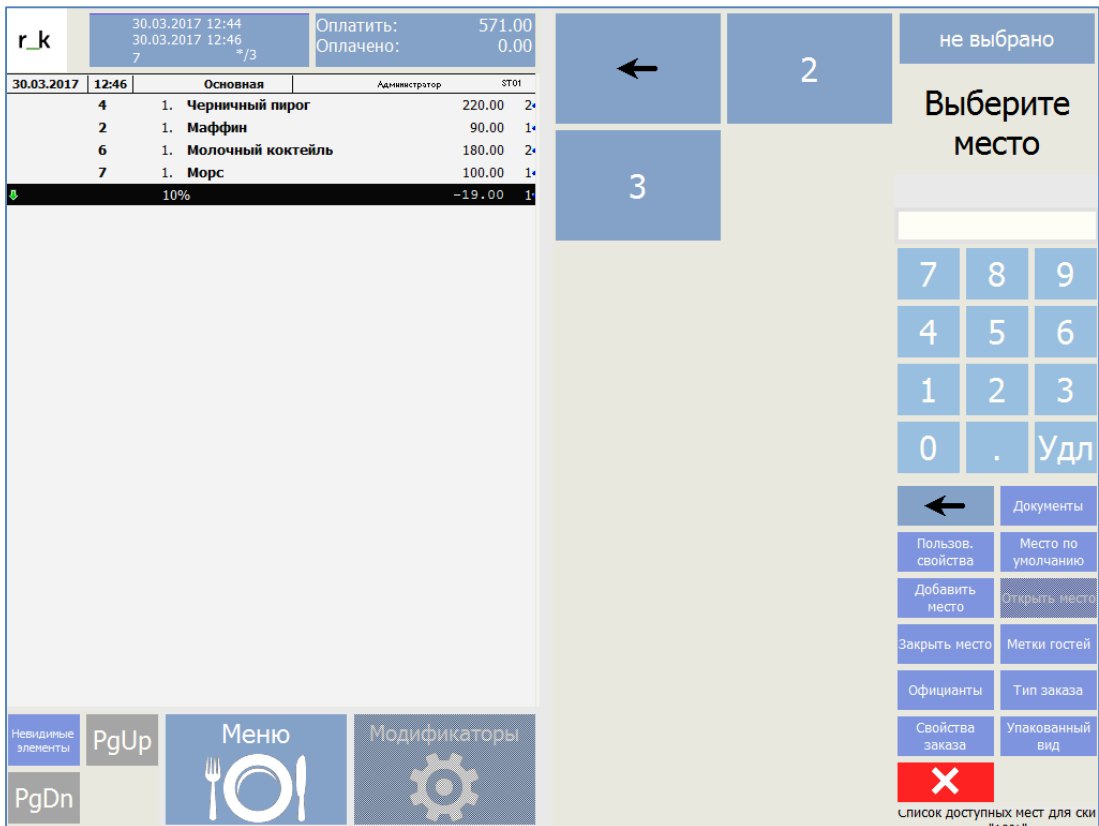 r_k
30.03.2017 12:44
30.03.2017 12:46
7 */3
Оплатить: 571.00
Оплачено: 0.00
30.03.2017 12:46 Основная Администратор ST01
4 1. Черничный пирог 220.00 2
2 1. Маффин 90.00 1
6 1. Молочный коктейль 180.00 2
7 1. Морс 100.00 1
10% -19.00 1
2
3
не выбрано
Выберите
место
7 8 9
4 5 6
1 2 3
0 . Удл
Документы
Пользов.
свойства
Место по
умолчанию
Добавить
место
Открыть место
Закрыть место
Метки гостей
Официанты
Тип заказа
Свойства
заказа
Упакованный
вид
Невидимые
элементы
PgUp
Меню
Модификаторы
PgDn
Список доступных мест для ски